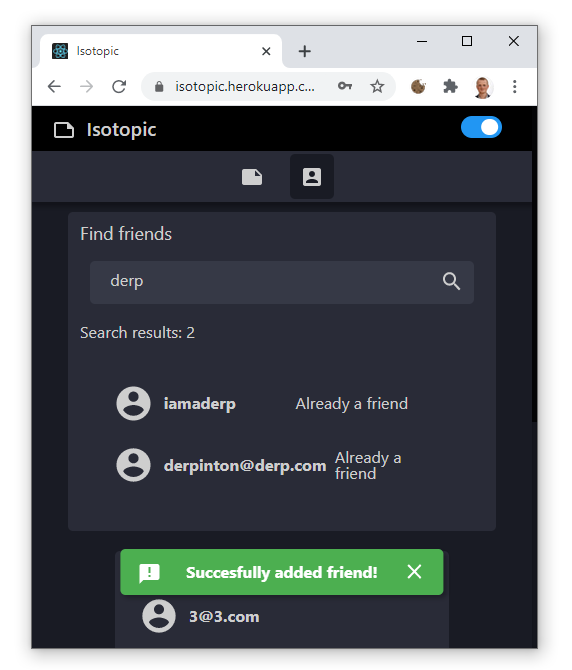 Isotopic
isotopic.herokuapp.c...
Isotopic
Find friends
derp
Search results: 2
iamaderp Already a friend
derpinton@derp.com Already a
friend
Succesfully added friend!
3@3.com